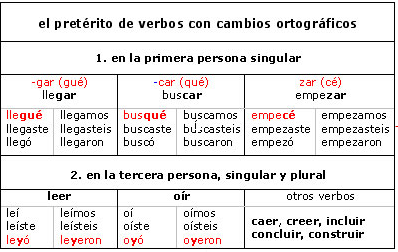 el pretérito de verbos con cambios ortográficos
1. en la primera persona singular
-gar (gué) -car (qué) zar (cé)
llegar buscar empezar
llegué llegamos busqué buscamos empecé empezamos
llegaste llegasteis buscaste buscasteis empezaste empezasteis
llegó llegaron buscó buscaron empezó empezaron
2. en la tercera persona, singular y plural
leer oír otros verbos
leí leímos oí oímos caer, creer, incluir
leíste leísteis oíste oísteis concluir, construir
leyó leyeron oyó oyeron